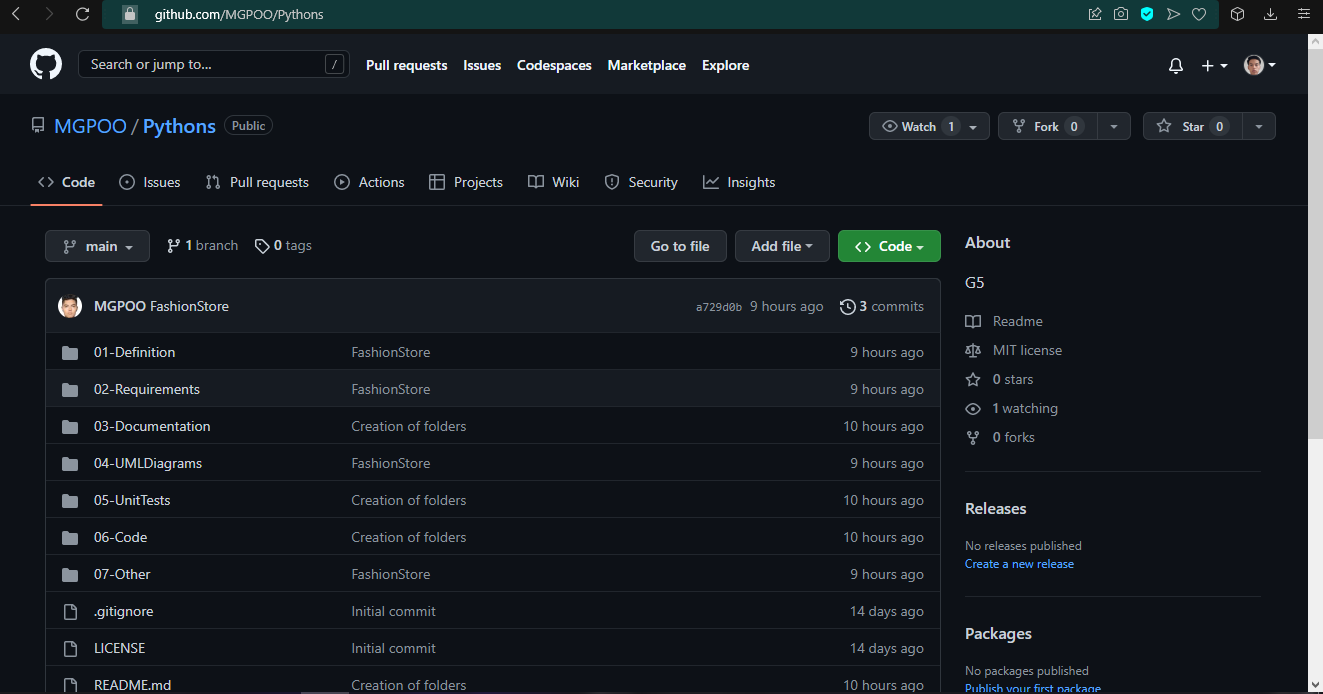 github.com/MGPOO/Pythons
Search or jump to... / Pull requests Issues Codespaces Marketplace Explore
MGPOO / Pythons Public Watch 1 Fork 0 Star 0
Code Issues Pull requests Actions Projects Wiki Security Insights
main 1 branch 0 tags Go to file Add file Code
MGPOO FashionStore a729d0b 9 hours ago 3 commits
01-Definition FashionStore 9 hours ago
02-Requirements FashionStore 9 hours ago
03-Documentation Creation of folders 10 hours ago
04-UMLDiagrams FashionStore 9 hours ago
05-UnitTests Creation of folders 10 hours ago
06-Code Creation of folders 10 hours ago
07-Other FashionStore 9 hours ago
.gitignore Initial commit 14 days ago
LICENSE Initial commit 14 days ago
README.md Creation of folders 10 hours ago
About
G5
Readme
MIT license
0 stars
1 watching
0 forks
Releases
No releases published
Create a new release
Packages
No packages published
Publish your first package